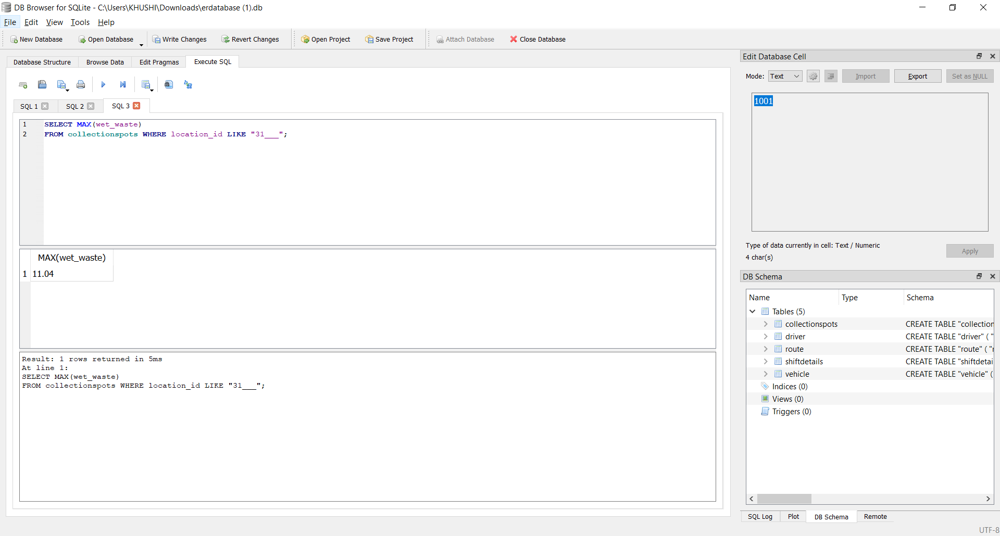 DB Browser for SQLite - C:\Users\KHUSHI\Downloads\erdatabase (1).db
File Edit View Tools Help
New Database Open Database Write Changes Revert Changes Open Project Save Project Attach Database Close Database
Database Structure Browse Data Edit Pragmas Execute SQL
SQL 1 SQL 2 SQL 3
1 SELECT MAX(wet_waste)
2 FROM collectionspots WHERE location_id LIKE "31___";
MAX(wet_waste)
1 11.04
Result: 1 rows returned in 5ms
At line 1:
SELECT MAX(wet_waste)
FROM collectionspots WHERE location_id LIKE "31___";
Edit Database Cell
Mode: Text Import Export Set as NULL
1001
Type of data currently in cell: Text / Numeric
4 char(s)
Apply
DB Schema
Name Type Schema
Tables (5)
collectionspots CREATE TABLE "collection
driver CREATE TABLE "driver" ( "
route CREATE TABLE "route" ( "r
shiftdetails CREATE TABLE "shiftdetai
vehicle CREATE TABLE "vehicle" (
Indices (0)
Views (0)
Triggers (0)
SQL Log Plot DB Schema Remote
UTF-8